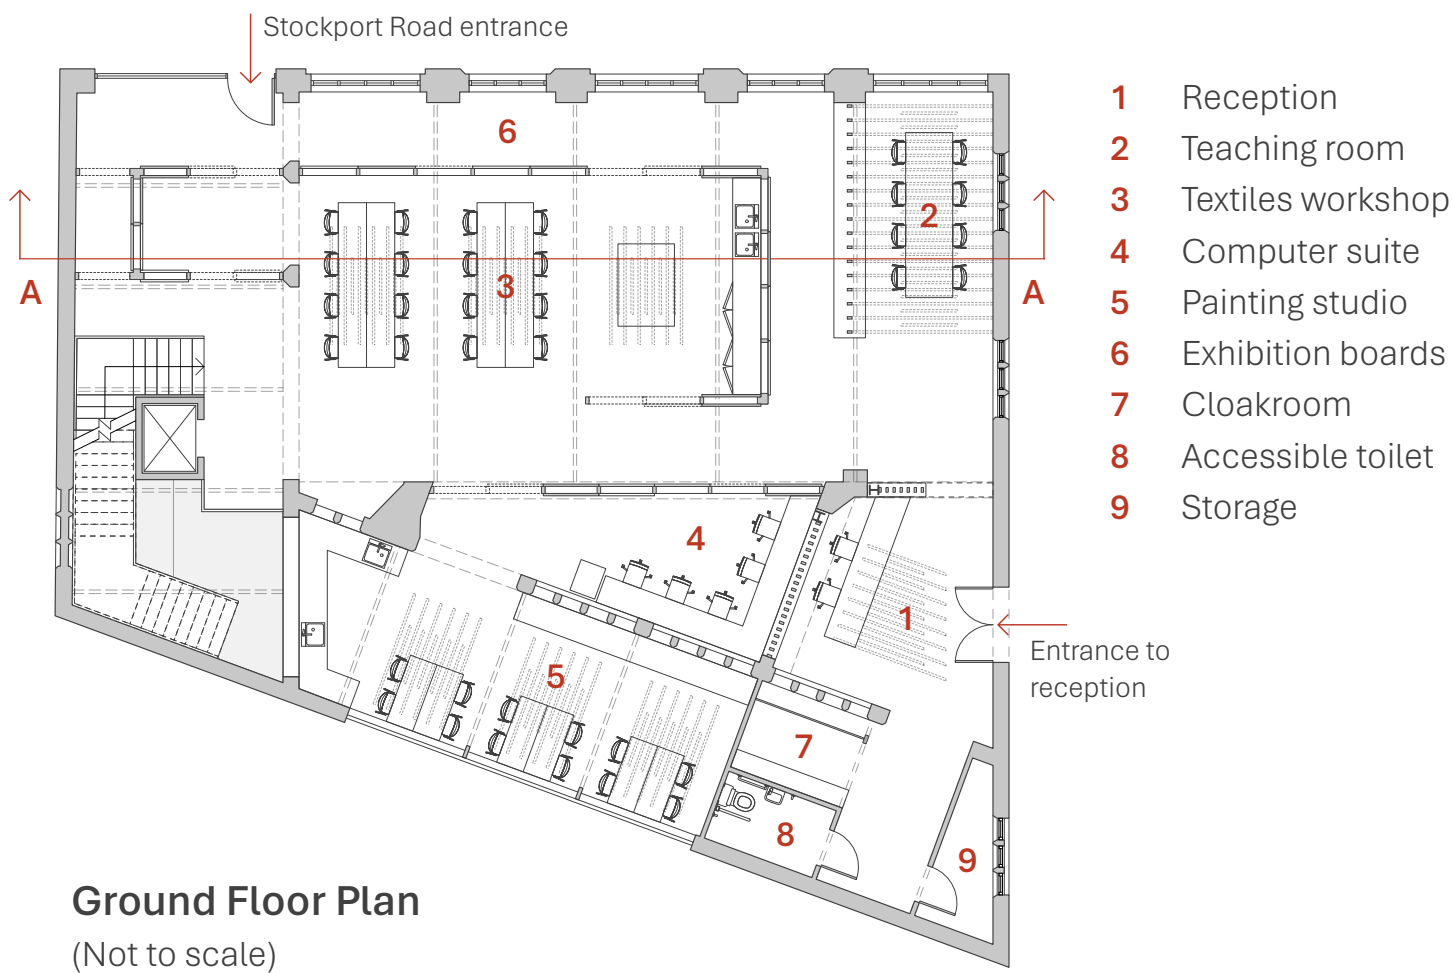 Stockport Road entrance
1 Reception
2 Teaching room
3 Textiles workshop
4 Computer suite
5 Painting studio
6 Exhibition boards
7 Cloakroom
8 Accessible toilet
9 Storage
6
2
3
A
A
4
1
Entrance to
reception
5
7
8
9
Ground Floor Plan
(Not to scale)